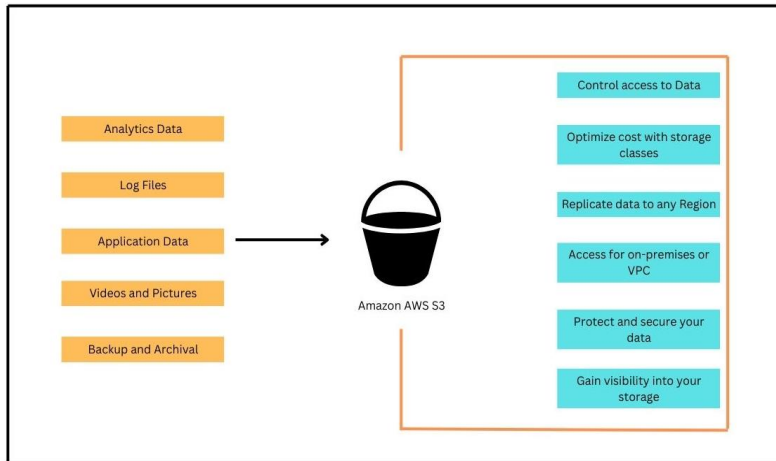 Analytics Data
Log Files
Application Data
Videos and Pictures
Backup and Archival
Amazon AWS S3
Control access to Data
Optimize cost with storage
classes
Replicate data to any Region
Access for on-premises or
VPC
Protect and secure your
data
Gain visibility into your
storage